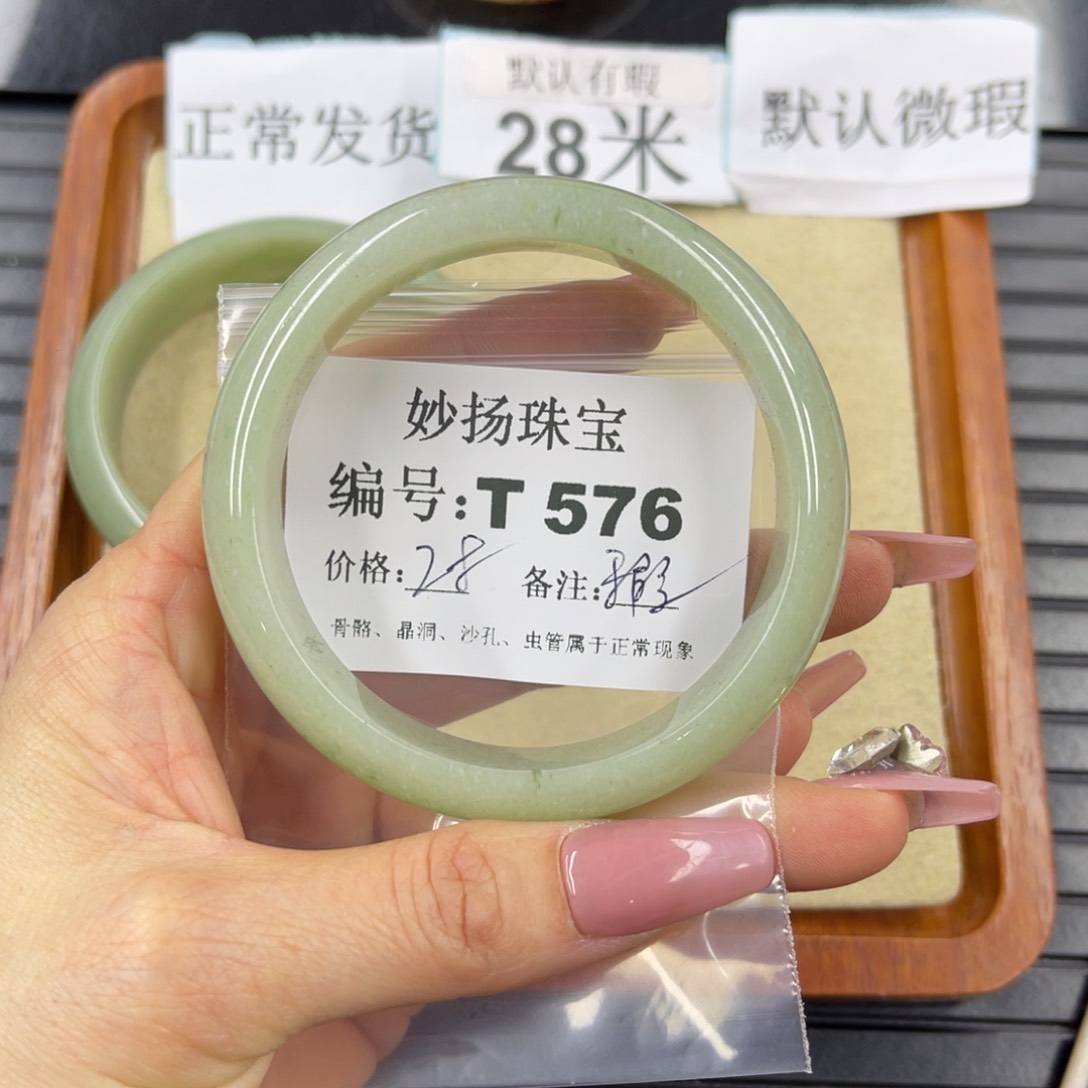 正常发货
默认有瑕
28米
默认微瑕
妙扬珠宝
编号:T 576
价格:28 备注:
骨骼、晶洞、沙孔、虫管属于正常现象